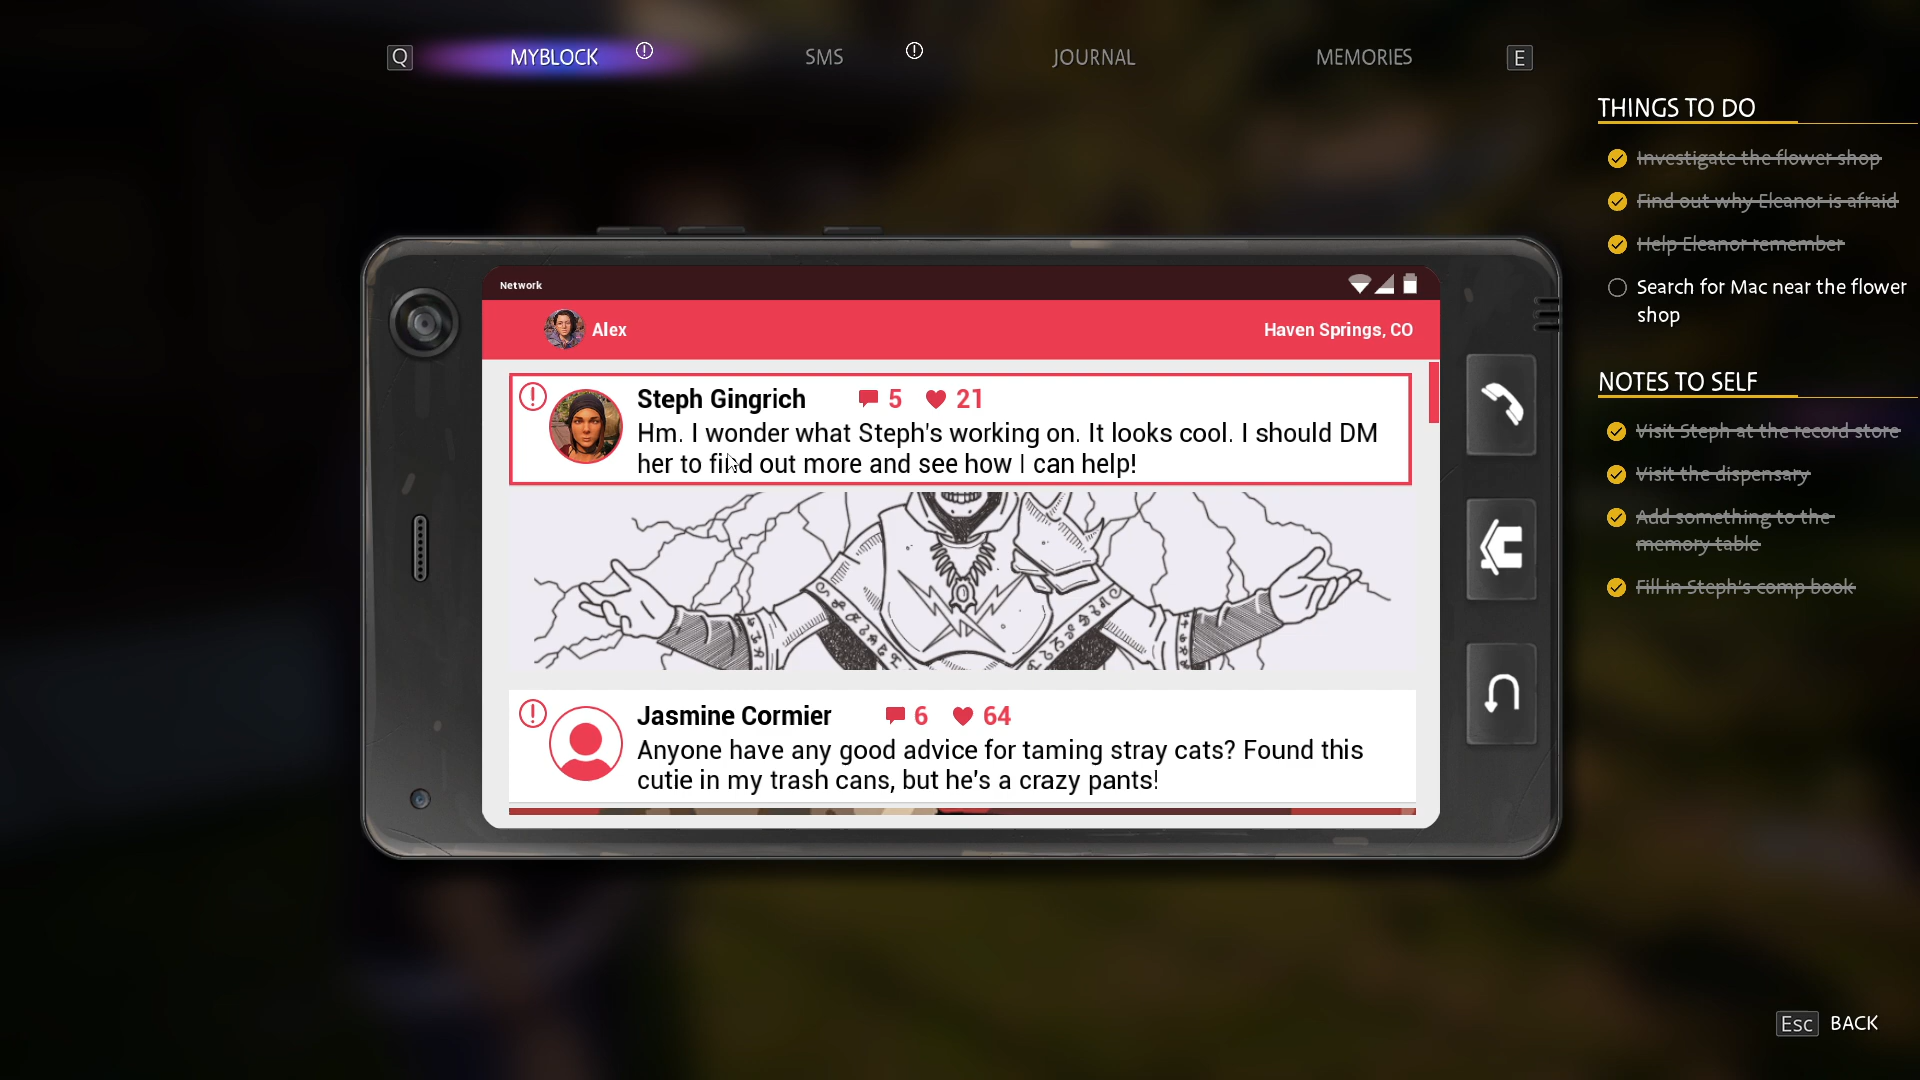 Q MYBLOCK SMS JOURNAL MEMORIES E
THINGS TO DO
Investigate the flower shop
Find out why Eleanor is afraid
Help Eleanor remember
Search for Mac near the flower
shop
NOTES TO SELF
Visit Steph at the record store
Visit the dispensary
Add something to the
memory table
Fill in Steph's comp book
Network
Alex Haven Springs, CO
Steph Gingrich 5 21
Hm. I wonder what Steph's working on. It looks cool. I should DM
her to find out more and see how I can help!
Jasmine Cormier 6 64
Anyone have any good advice for taming stray cats? Found this
cutie in my trash cans, but he's a crazy pants!
Esc BACK